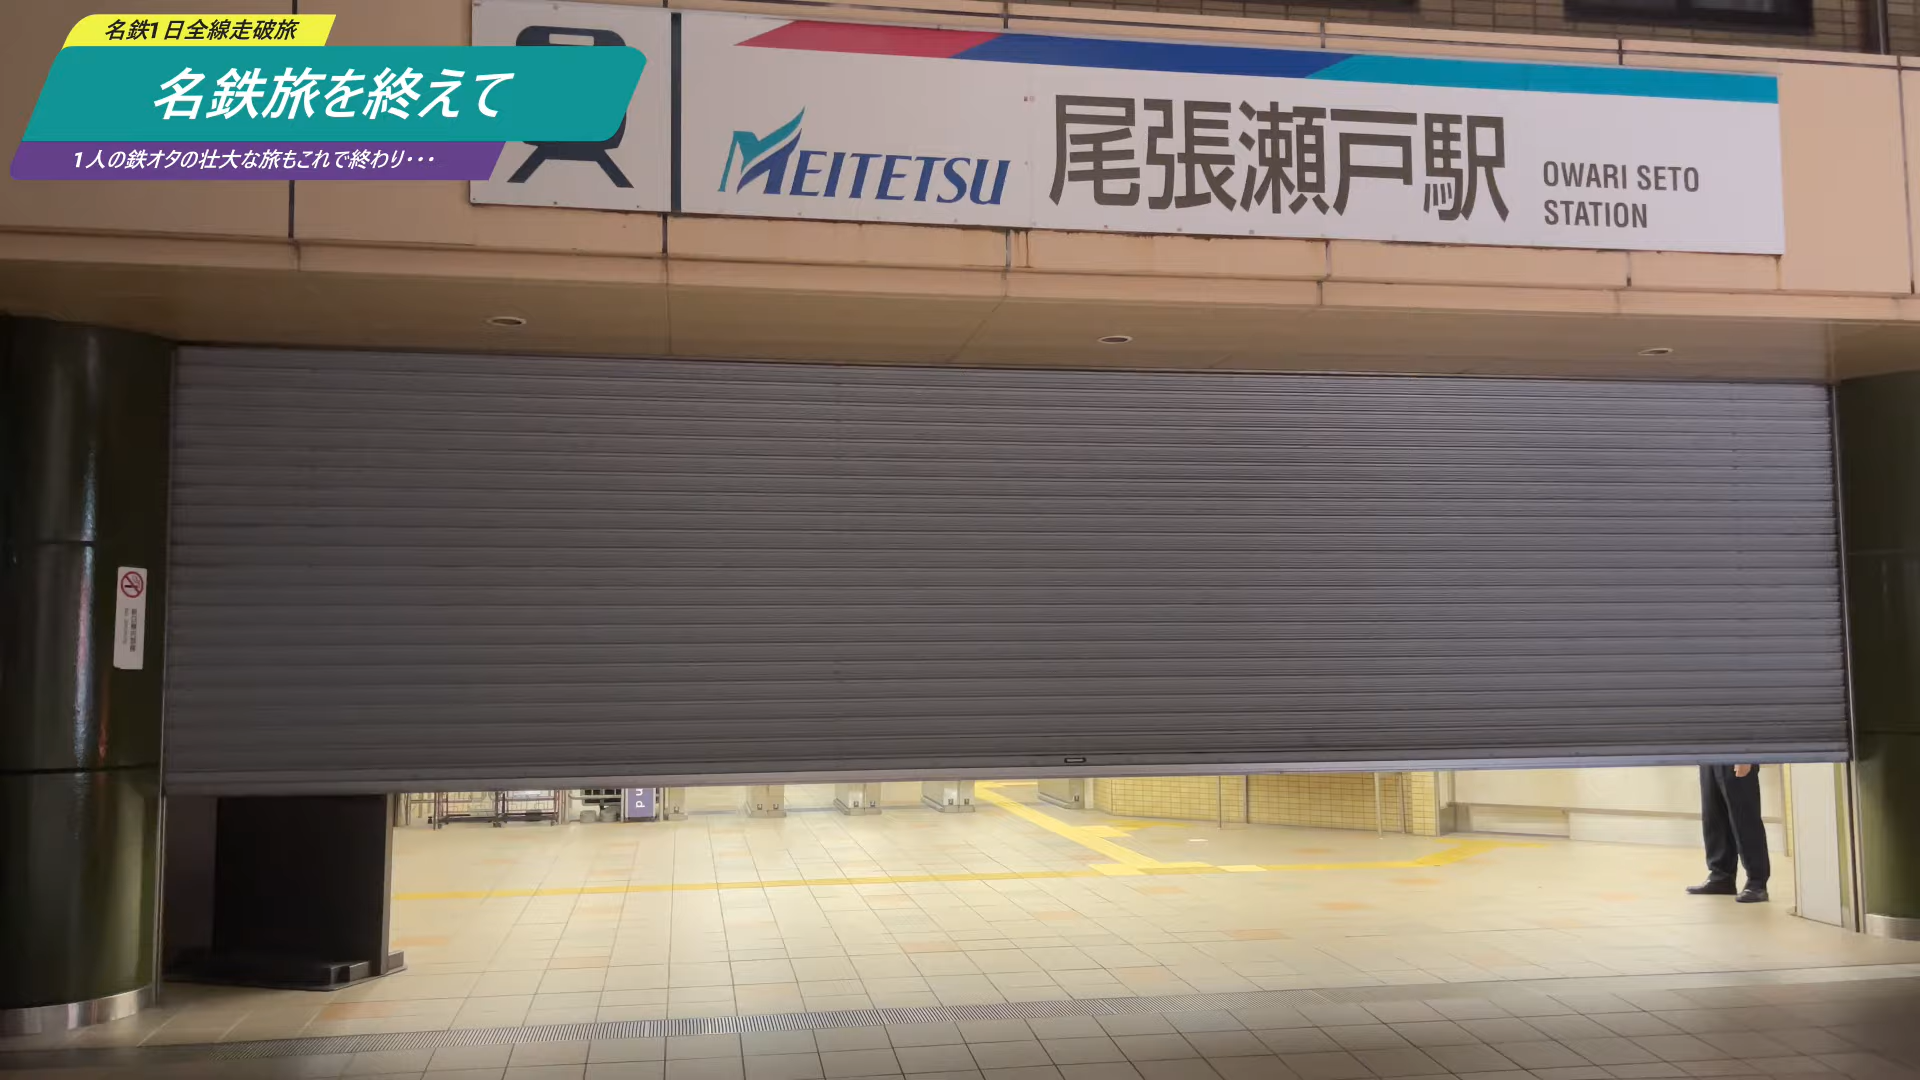 名鉄1日全線走破旅
名鉄旅を終えて
1人の鉄オタの壮大な旅もこれで終わり･･･
MEITETSU
尾張瀬戸駅
OWARI SETO
STATION